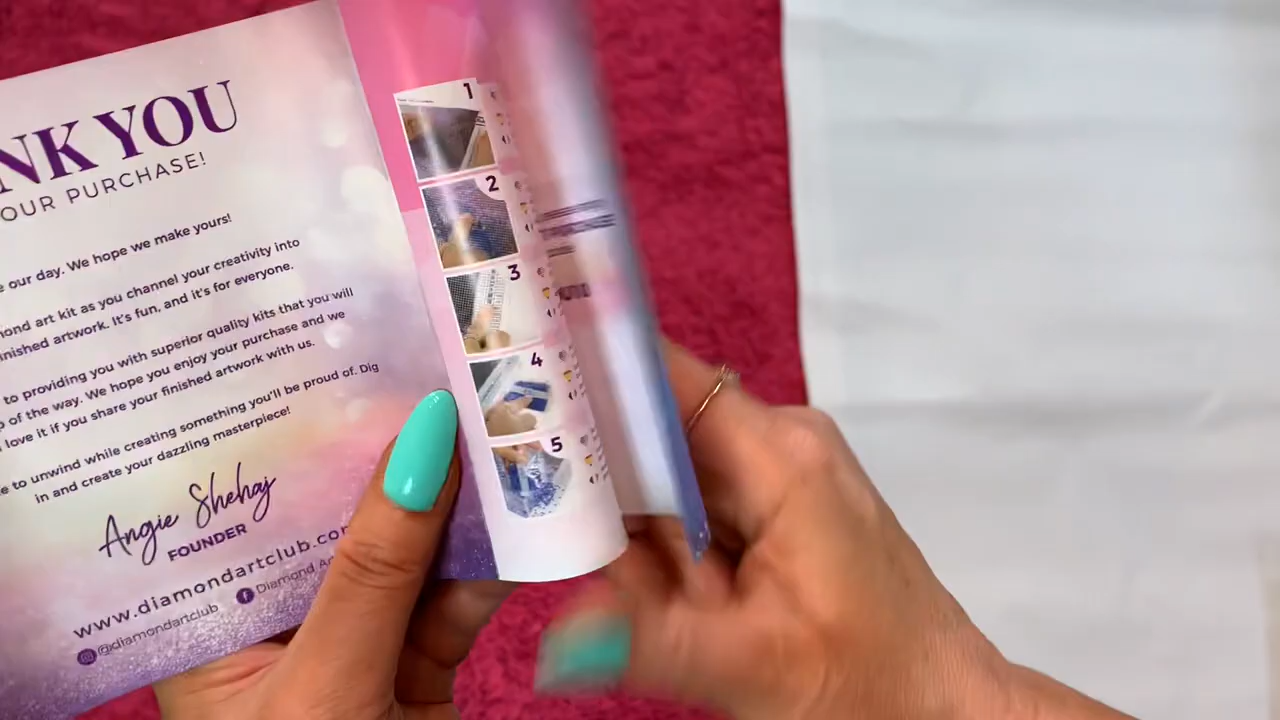 NK YOU
OUR PURCHASE!
our day. We hope we make yours!
ond art kit as you channel your creativity into
nished artwork. It's fun, and it's for everyone.
to providing you with superior quality kits that you will
of the way. We hope you enjoy your purchase and we
love it if you share your finished artwork with us.
e to unwind while creating something you'll be proud of. Dig
in and create your dazzling masterpiece!
Angie Shehaj
FOUNDER
www.diamondartclub.com
@diamondartclub
Diamond Ar
1
2
3
4
5